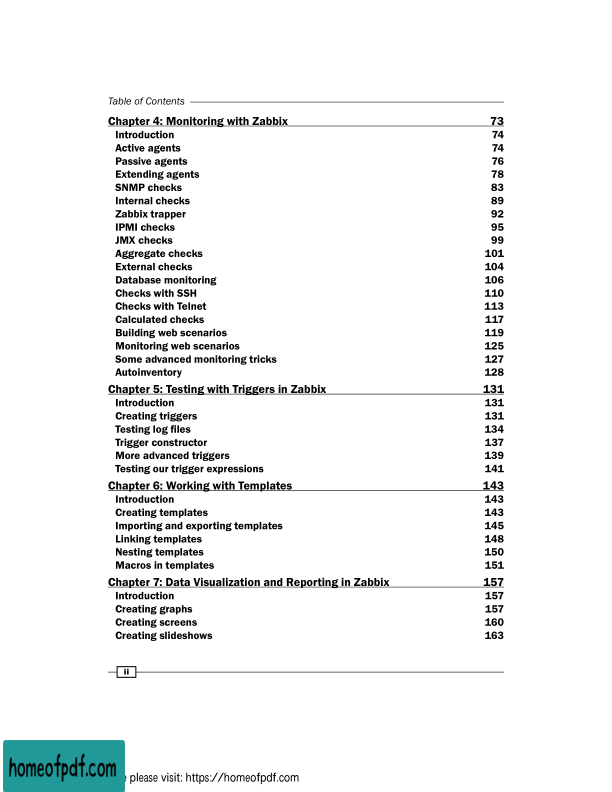 Table of Contents
Chapter 4: Monitoring with Zabbix 73
Introduction 74
Active agents 74
Passive agents 76
Extending agents 78
SNMP checks 83
Internal checks 89
Zabbix trapper 92
IPMI checks 95
JMX checks 99
Aggregate checks 101
External checks 104
Database monitoring 106
Checks with SSH 110
Checks with Telnet 113
Calculated checks 117
Building web scenarios 119
Monitoring web scenarios 125
Some advanced monitoring tricks 127
Autoinventory 128
Chapter 5: Testing with Triggers in Zabbix 131
Introduction 131
Creating triggers 131
Testing log files 134
Trigger constructor 137
More advanced triggers 139
Testing our trigger expressions 141
Chapter 6: Working with Templates 143
Introduction 143
Creating templates 143
Importing and exporting templates 145
Linking templates 148
Nesting templates 150
Macros in templates 151
Chapter 7: Data Visualization and Reporting in Zabbix 157
Introduction 157
Creating graphs 157
Creating screens 160
Creating slideshows 163
ii
homeofpdf.com
please visit: https://homeofpdf.com